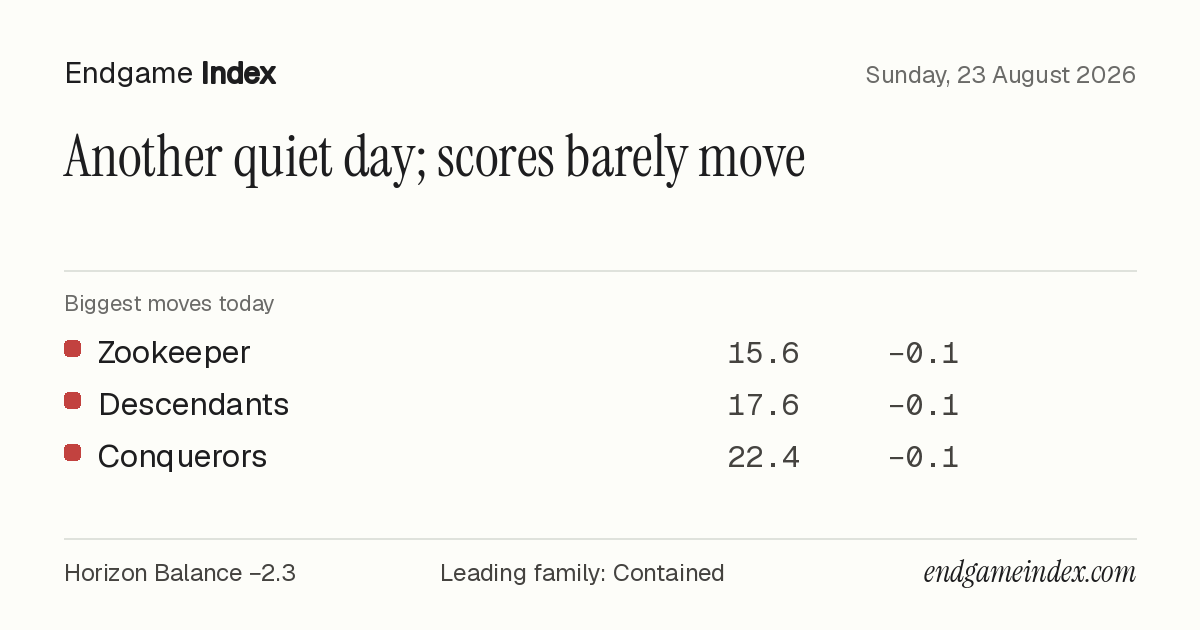 Endgame Index
Sunday, 23 August 2026
Another quiet day; scores barely move
Biggest moves today
Zookeeper 15.6 −0.1
Descendants 17.6 −0.1
Conquerors 22.4 −0.1
Horizon Balance −2.3
Leading family: Contained
endgameindex.com